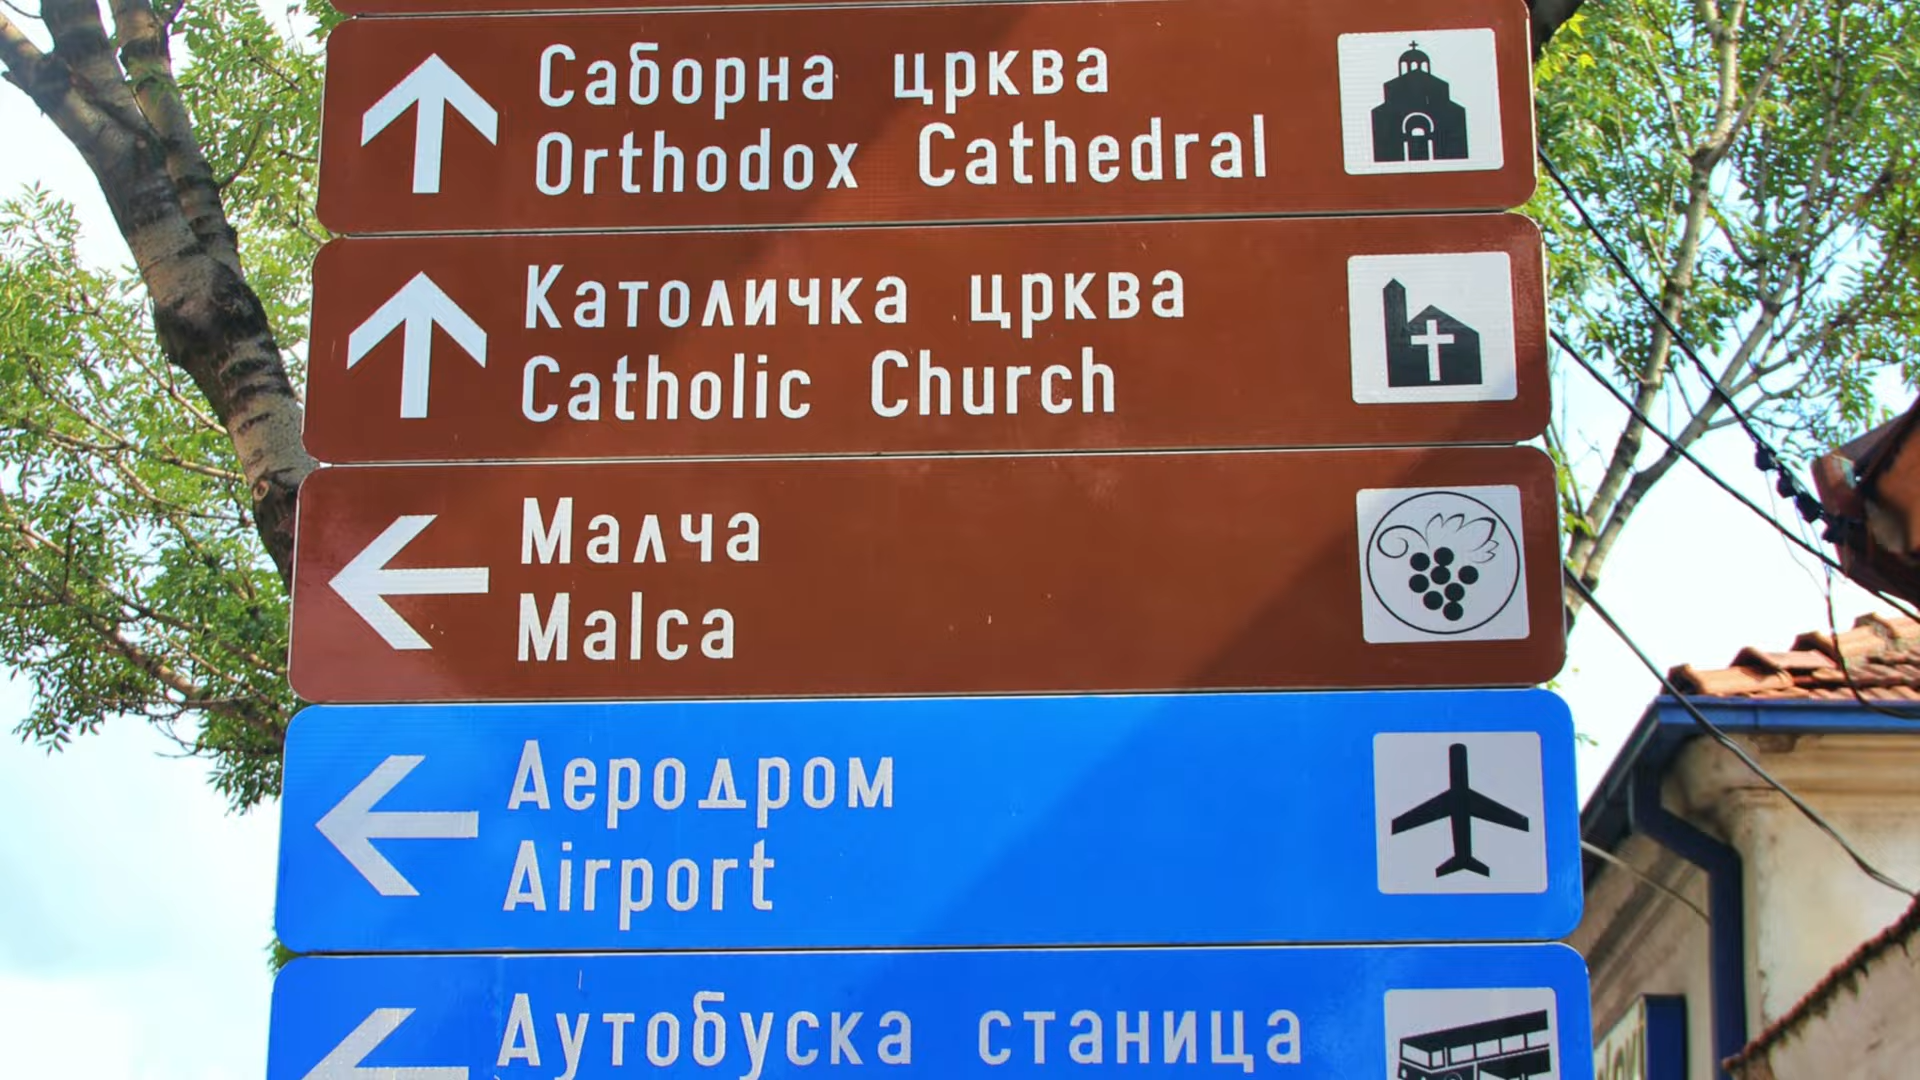 Саборна црква
Orthodox Cathedral
Католичка црква
Catholic Church
Малча
Malca
Аеродром
Airport
Аутобуска станица